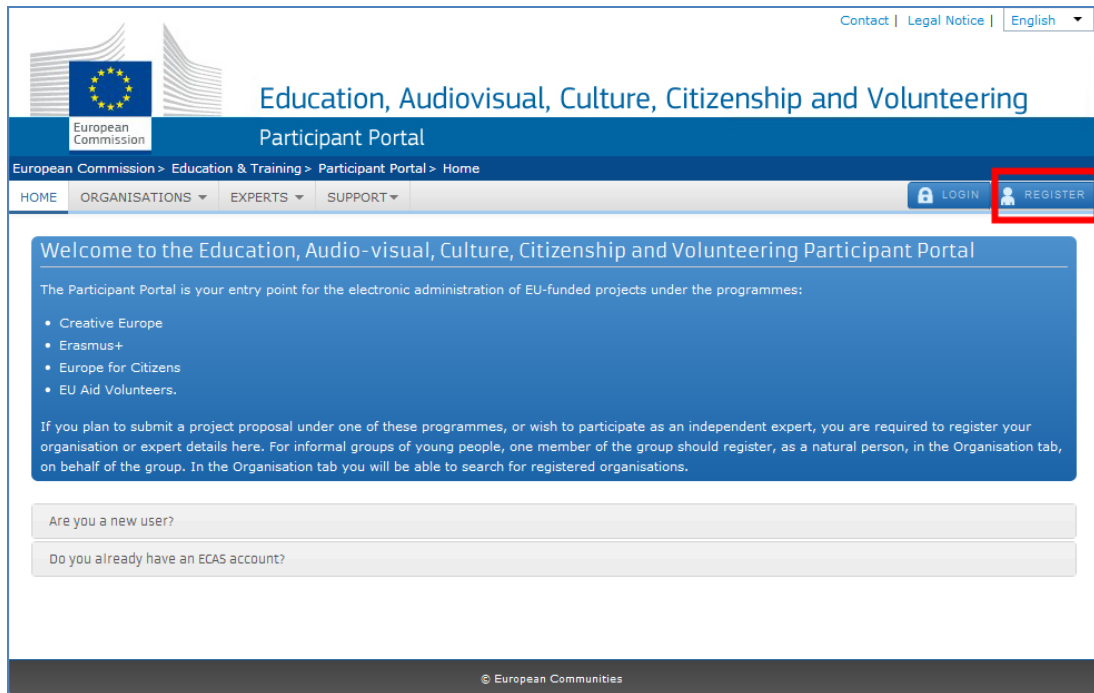 Contact | Legal Notice | English
Education, Audiovisual, Culture, Citizenship and Volunteering
European
Commission
Participant Portal
European Commission > Education & Training > Participant Portal > Home
HOME ORGANISATIONS EXPERTS SUPPORT LOGIN REGISTER
Welcome to the Education, Audio-visual, Culture, Citizenship and Volunteering Participant Portal
The Participant Portal is your entry point for the electronic administration of EU-funded projects under the programmes:
• Creative Europe
• Erasmus+
• Europe for Citizens
• EU Aid Volunteers.
If you plan to submit a project proposal under one of these programmes, or wish to participate as an independent expert, you are required to register your
organisation or expert details here. For informal groups of young people, one member of the group should register, as a natural person, in the Organisation tab,
on behalf of the group. In the Organisation tab you will be able to search for registered organisations.
Are you a new user?
Do you already have an ECAS account?
© European Communities